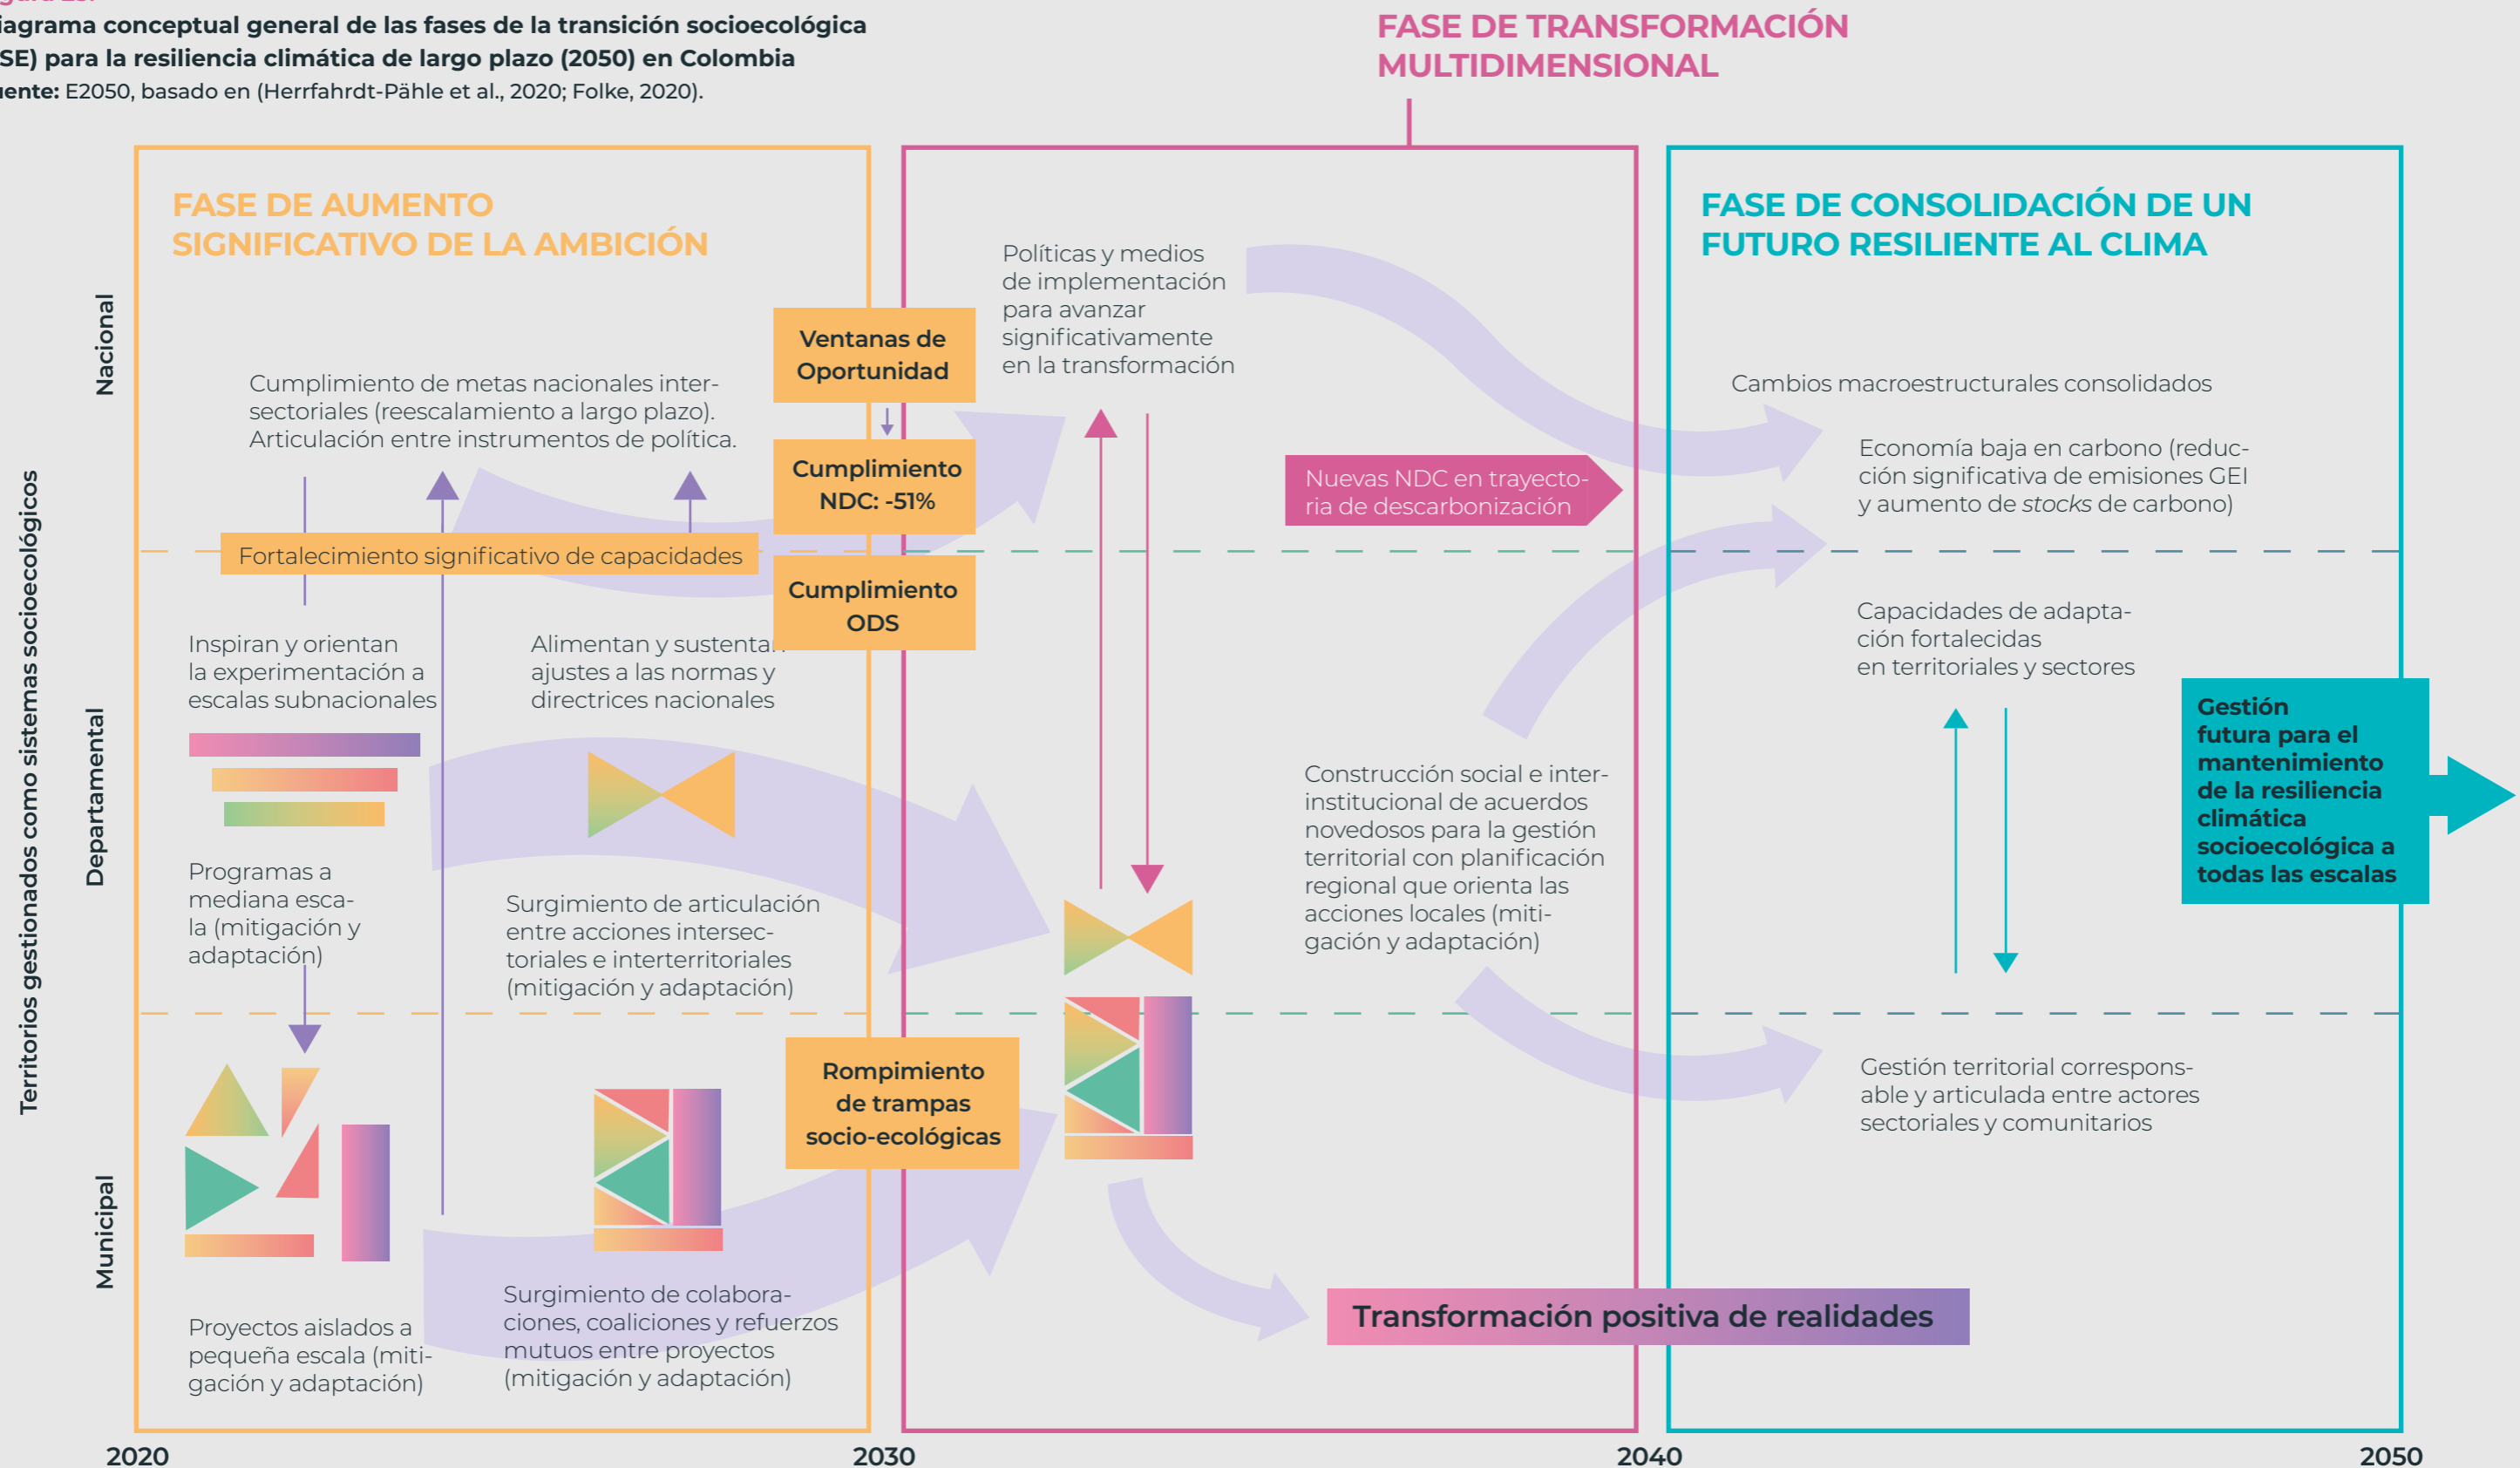 iagrama conceptual general de las fases de la transición socioecológica
SE) para la resiliencia climática de largo plazo (2050) en Colombia
uente: E2050, basado en (Herrfahrdt-Pähle et al., 2020; Folke, 2020).
FASE DE TRANSFORMACIÓN
MULTIDIMENSIONAL
Territorios gestionados como sistemas socioecológicos
Nacional
Departamental
Municipal
FASE DE AUMENTO
SIGNIFICATIVO DE LA AMBICIÓN
Cumplimiento de metas nacionales inter-
sectoriales (reescalamiento a largo plazo).
Articulación entre instrumentos de política.
Fortalecimiento significativo de capacidades
Inspiran y orientan
la experimentación a
escalas subnacionales
Alimentan y sustentan
ajustes a las normas y
directrices nacionales
Programas a
mediana esca-
la (mitigación y
adaptación)
Surgimiento de articulación
entre acciones intersec-
toriales e interterritoriales
(mitigación y adaptación)
Proyectos aislados a
pequeña escala (miti-
gación y adaptación)
Surgimiento de colabora-
ciones, coaliciones y refuerzos
mutuos entre proyectos
(mitigación y adaptación)
Ventanas de
Oportunidad
Cumplimiento
NDC: -51%
Cumplimiento
ODS
Rompimiento
de trampas
socio-ecológicas
Políticas y medios
de implementación
para avanzar
significativamente
en la transformación
Nuevas NDC en trayecto-
ria de descarbonización
Construcción social e inter-
institucional de acuerdos
novedosos para la gestión
territorial con planificación
regional que orienta las
acciones locales (miti-
gación y adaptación)
Transformación positiva de realidades
FASE DE CONSOLIDACIÓN DE UN
FUTURO RESILIENTE AL CLIMA
Cambios macroestructurales consolidados
Economía baja en carbono (reduc-
ción significativa de emisiones GEI
y aumento de stocks de carbono)
Capacidades de adapta-
ción fortalecidas
en territoriales y sectores
Gestión
futura para el
mantenimiento
de la resiliencia
climática
socioecológica a
todas las escalas
Gestión territorial correspons-
able y articulada entre actores
sectoriales y comunitarios
2020
2030
2040
2050